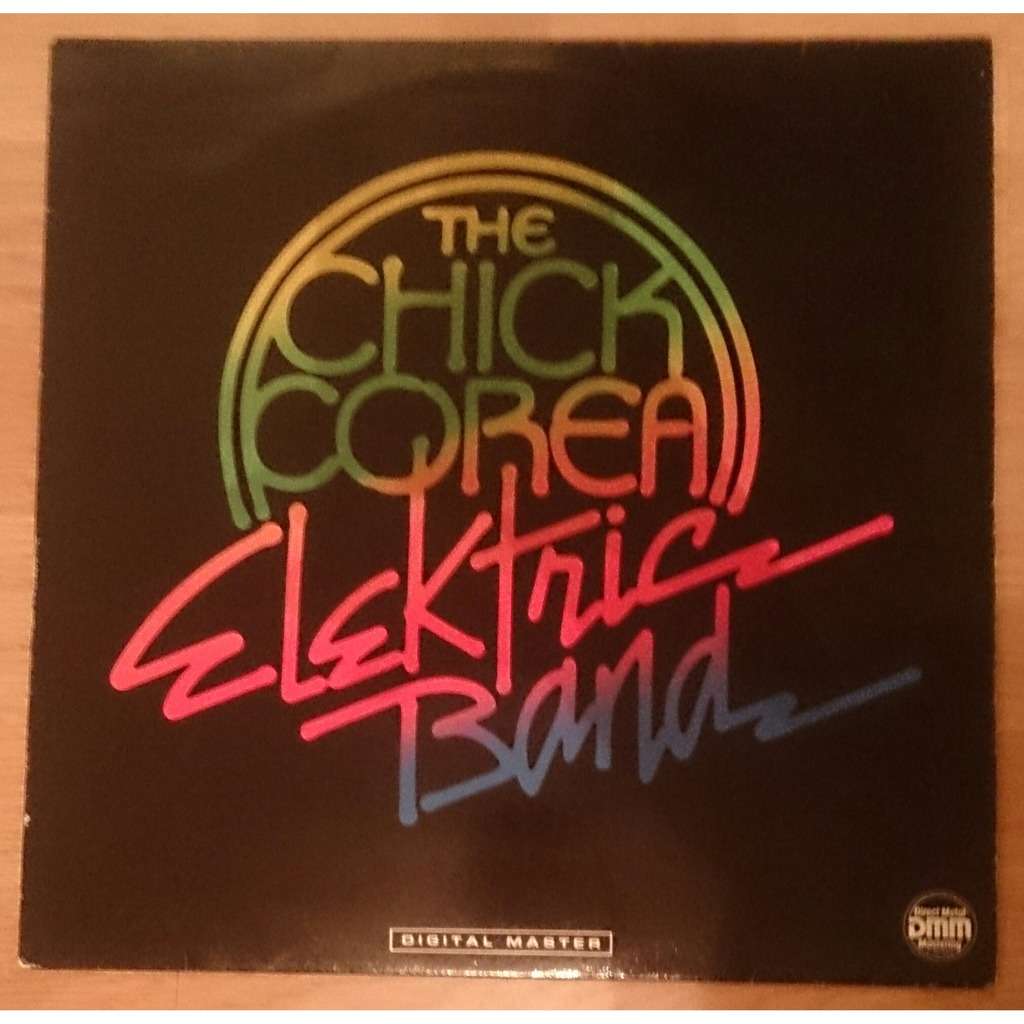 THE
CHICK
COREA
Elektric
Band
DIGITAL MASTER
Direct Metal
DMM
Mastering